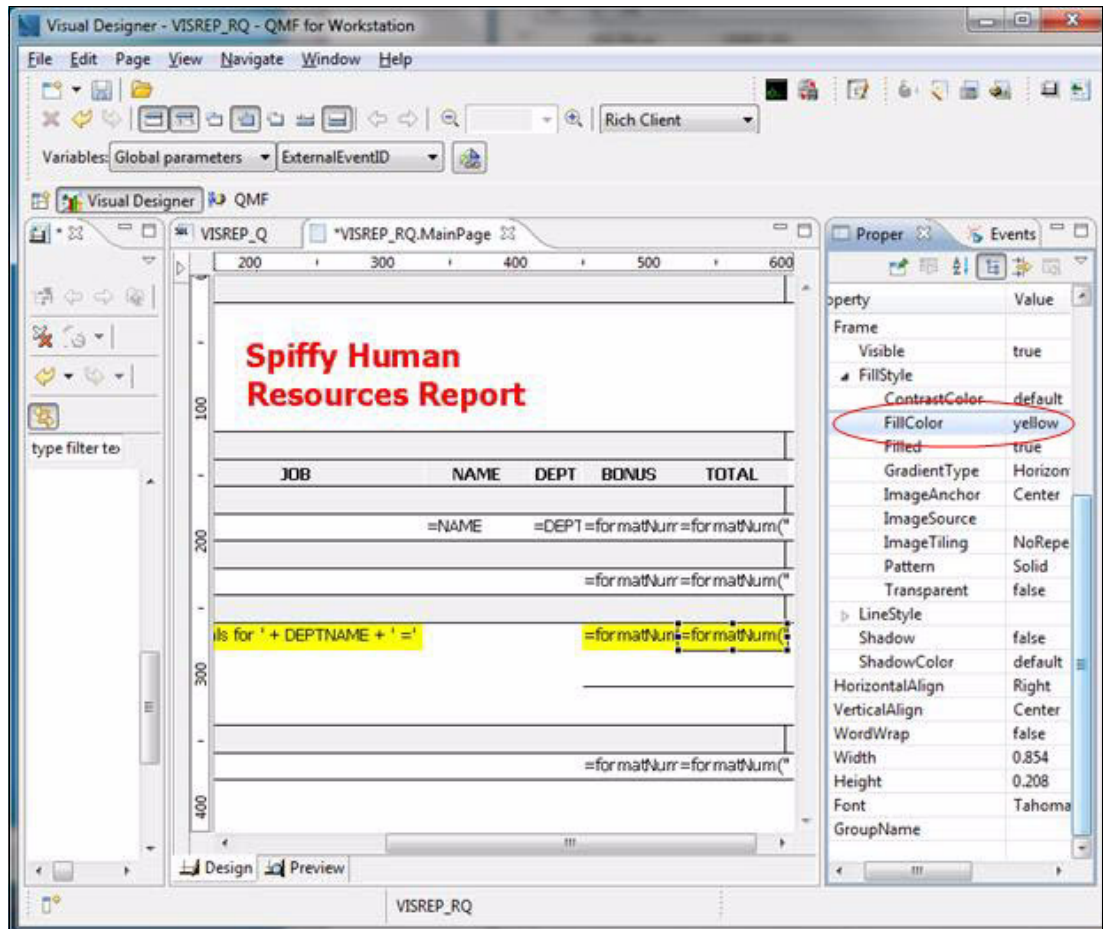 Visual Designer - VISREP_RQ - QMF for Workstation
File Edit Page View Navigate Window Help
Rich Client
Variables: Global parameters ExternalEventID
Visual Designer QMF
VISREP_Q *VISREP_RQ.MainPage
Proper Events
200 300 400 500 600
operty Value
Frame
Visible true
FillStyle
ContrastColor default
FillColor yellow
Filled true
GradientType Horizon
ImageAnchor Center
ImageSource
ImageTiling NoRepe
Pattern Solid
Transparent false
LineStyle
Shadow false
ShadowColor default
HorizontalAlign Right
VerticalAlign Center
WordWrap false
Width 0.854
Height 0.208
Font Tahoma
GroupName
type filter te
100
200
300
400
Spiffy Human
Resources Report
JOB NAME DEPT BONUS TOTAL
=NAME =DEPT =formatNum =formatNum("
=formatNum =formatNum("
ls for ' + DEPTNAME + ' ='
=formatNum =formatNum("
=formatNum =formatNum("
Design Preview
VISREP_RQ